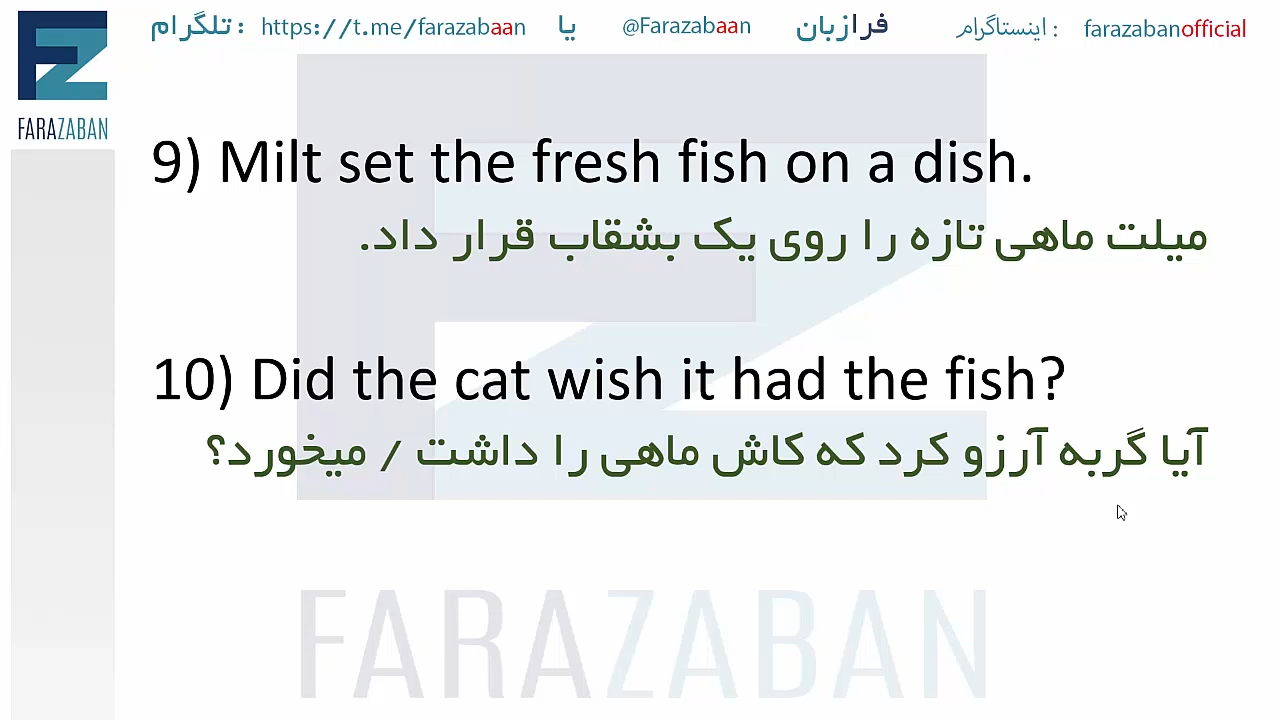 تلگرام : https://t.me/farazabaan یا @Farazabaan فرازبان اینستاگرام : farazabanofficial
FZ
FARAZABAN
9) Milt set the fresh fish on a dish.
میلت ماهی تازه را روی یک بشقاب قرار داد.
10) Did the cat wish it had the fish?
آیا گربه آرزو کرد که کاش ماهی را داشت / میخورد؟
FARAZABAN